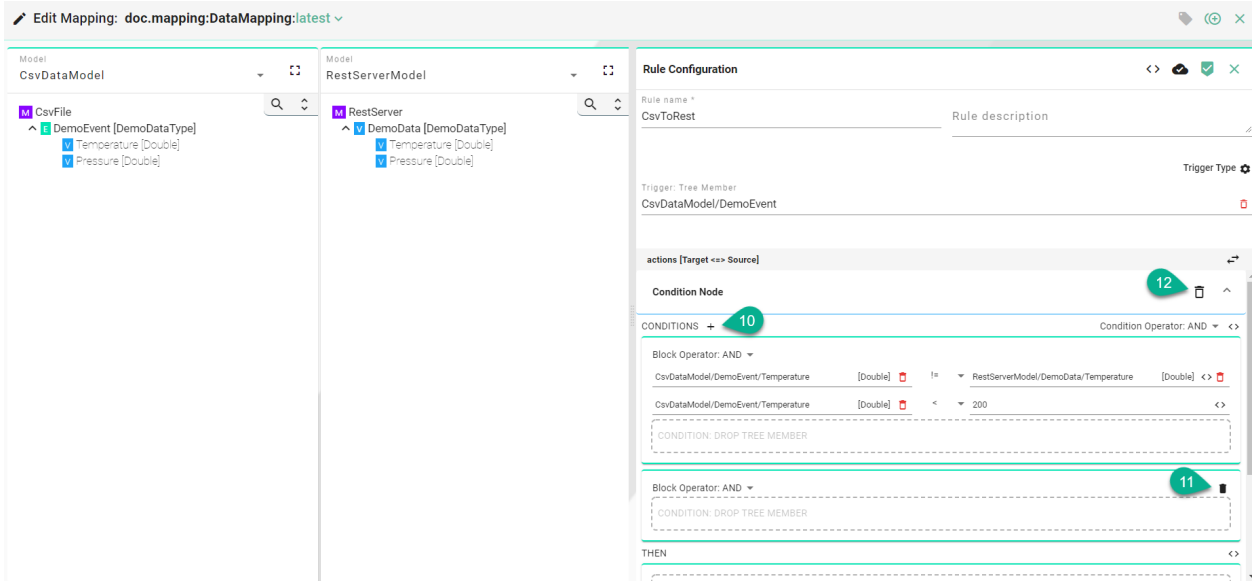 Edit Mapping: doc.mapping:DataMapping:latest
Model
CsvDataModel
M CsvFile
E DemoEvent [DemoDataType]
V Temperature [Double]
V Pressure [Double]
Model
RestServerModel
M RestServer
V DemoData [DemoDataType]
V Temperature [Double]
V Pressure [Double]
Rule Configuration
Rule name *
CsvToRest
Rule description
Trigger Type
Trigger: Tree Member
CsvDataModel/DemoEvent
actions [Target <=> Source]
Condition Node
12
CONDITIONS +
10
Condition Operator: AND <>
Block Operator: AND
CsvDataModel/DemoEvent/Temperature [Double] != RestServerModel/DemoData/Temperature [Double] <>
CsvDataModel/DemoEvent/Temperature [Double] < 200 <>
CONDITION: DROP TREE MEMBER
Block Operator: AND
11
CONDITION: DROP TREE MEMBER
THEN <>